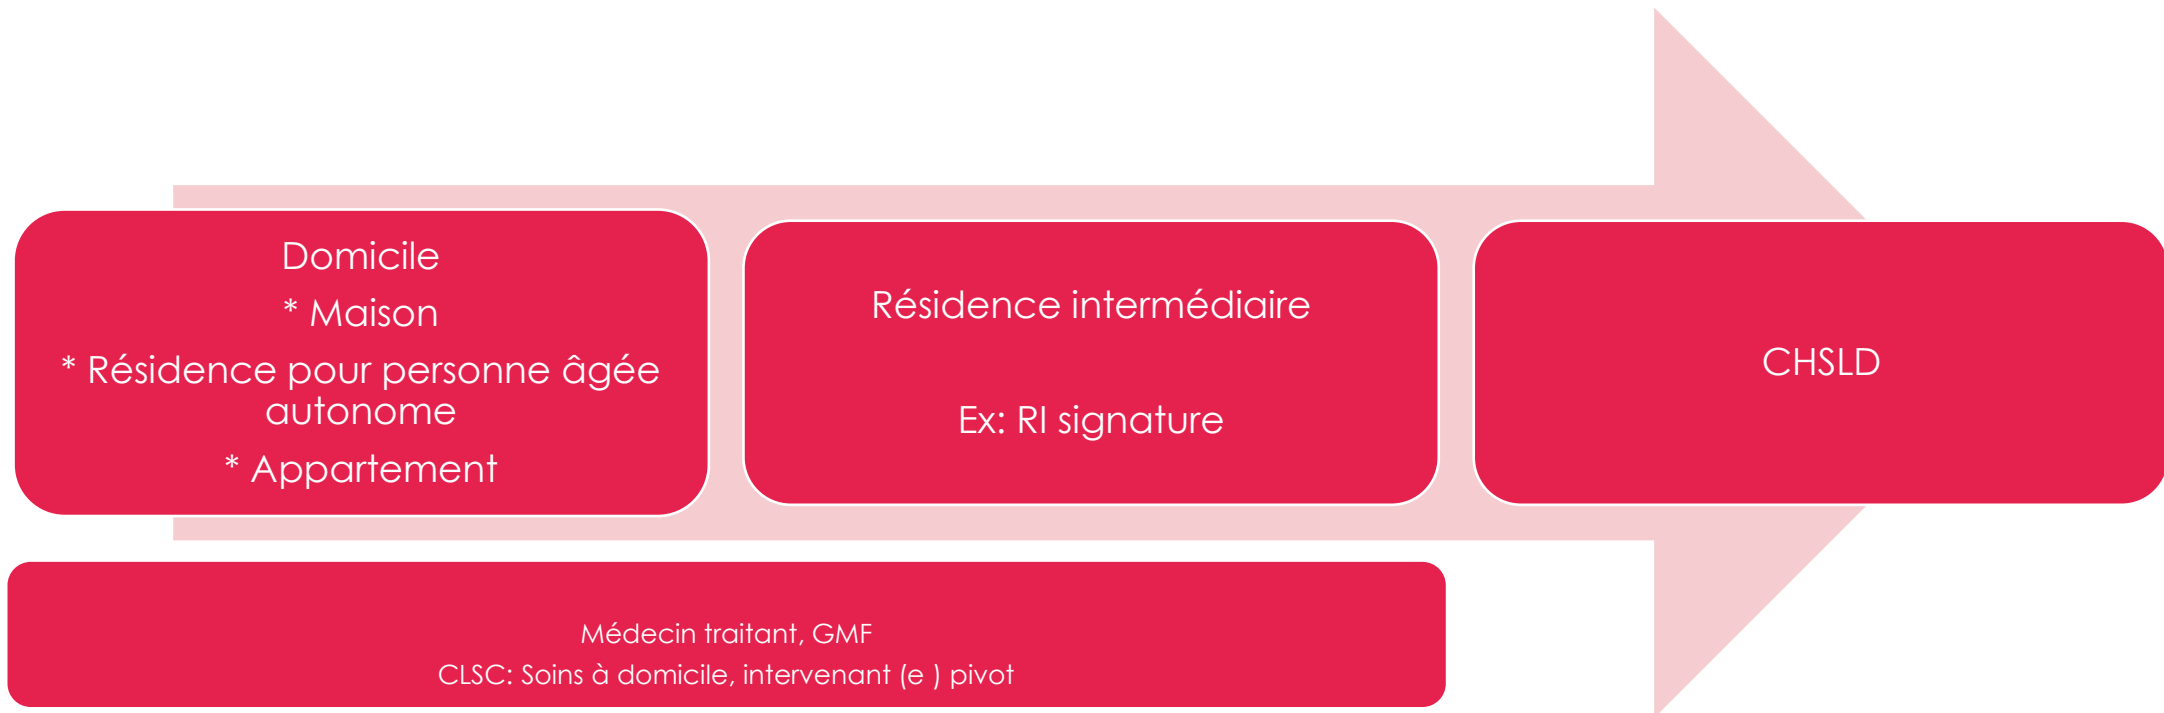 Domicile
* Maison
* Résidence pour personne âgée
autonome
* Appartement
Résidence intermédiaire
Ex: RI signature
CHSLD
Médecin traitant, GMF
CLSC: Soins à domicile, intervenant (e ) pivot